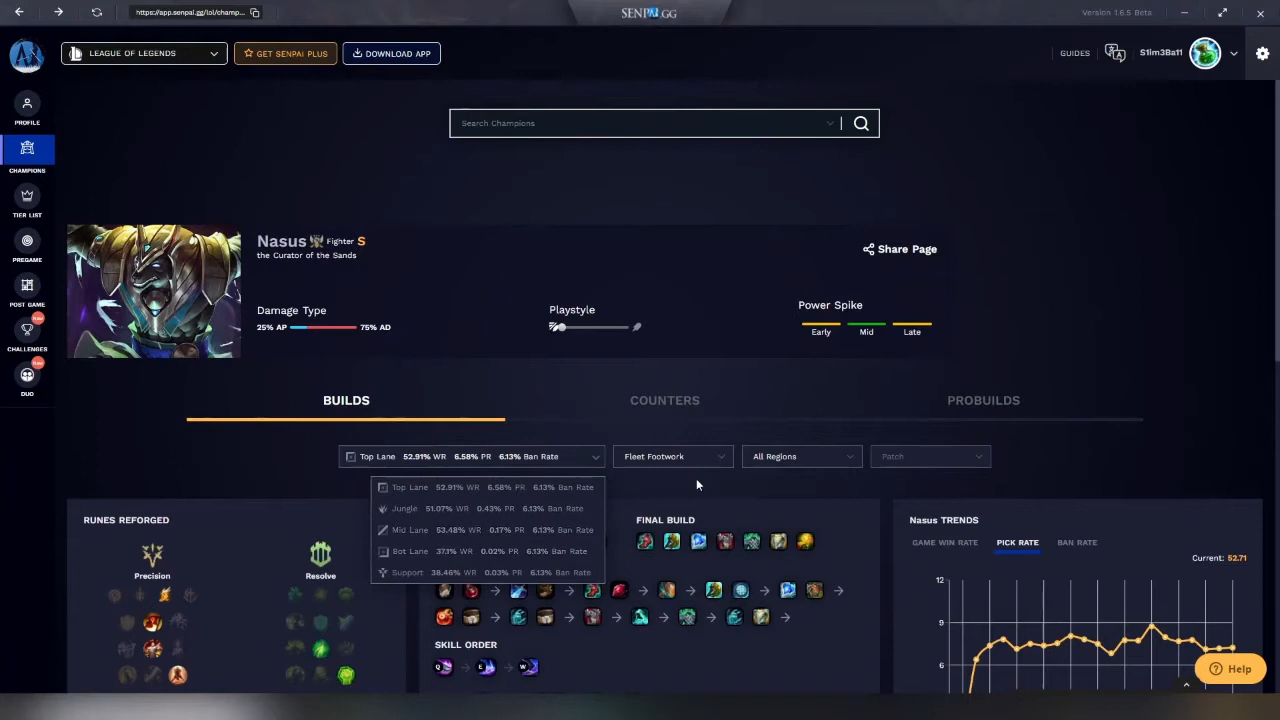 https://app.senpai.gg/lol/champ...
SENPAI.GG
Version 1.6.5 Beta
LEAGUE OF LEGENDS
GET SENPAI PLUS
DOWNLOAD APP
GUIDES
S1im3Ba11
PROFILE
CHAMPIONS
TIER LIST
PREGAME
POST GAME
New
CHALLENGES
New
DUO
Search Champions
Nasus Fighter S
the Curator of the Sands
Share Page
Damage Type
25% AP 75% AD
Playstyle
Power Spike
Early Mid Late
BUILDS COUNTERS PROBUILDS
Top Lane 52.91% WR 6.58% PR 6.13% Ban Rate
Fleet Footwork
All Regions
Patch
Top Lane 52.91% WR 6.58% PR 6.13% Ban Rate
Jungle 51.07% WR 0.43% PR 6.13% Ban Rate
Mid Lane 53.48% WR 0.17% PR 6.13% Ban Rate
Bot Lane 37.1% WR 0.02% PR 6.13% Ban Rate
Support 38.46% WR 0.03% PR 6.13% Ban Rate
RUNES REFORGED
Precision Resolve
FINAL BUILD
SKILL ORDER
Q E W
Nasus TRENDS
GAME WIN RATE PICK RATE BAN RATE
Current: 52.71
12
9
6
Help